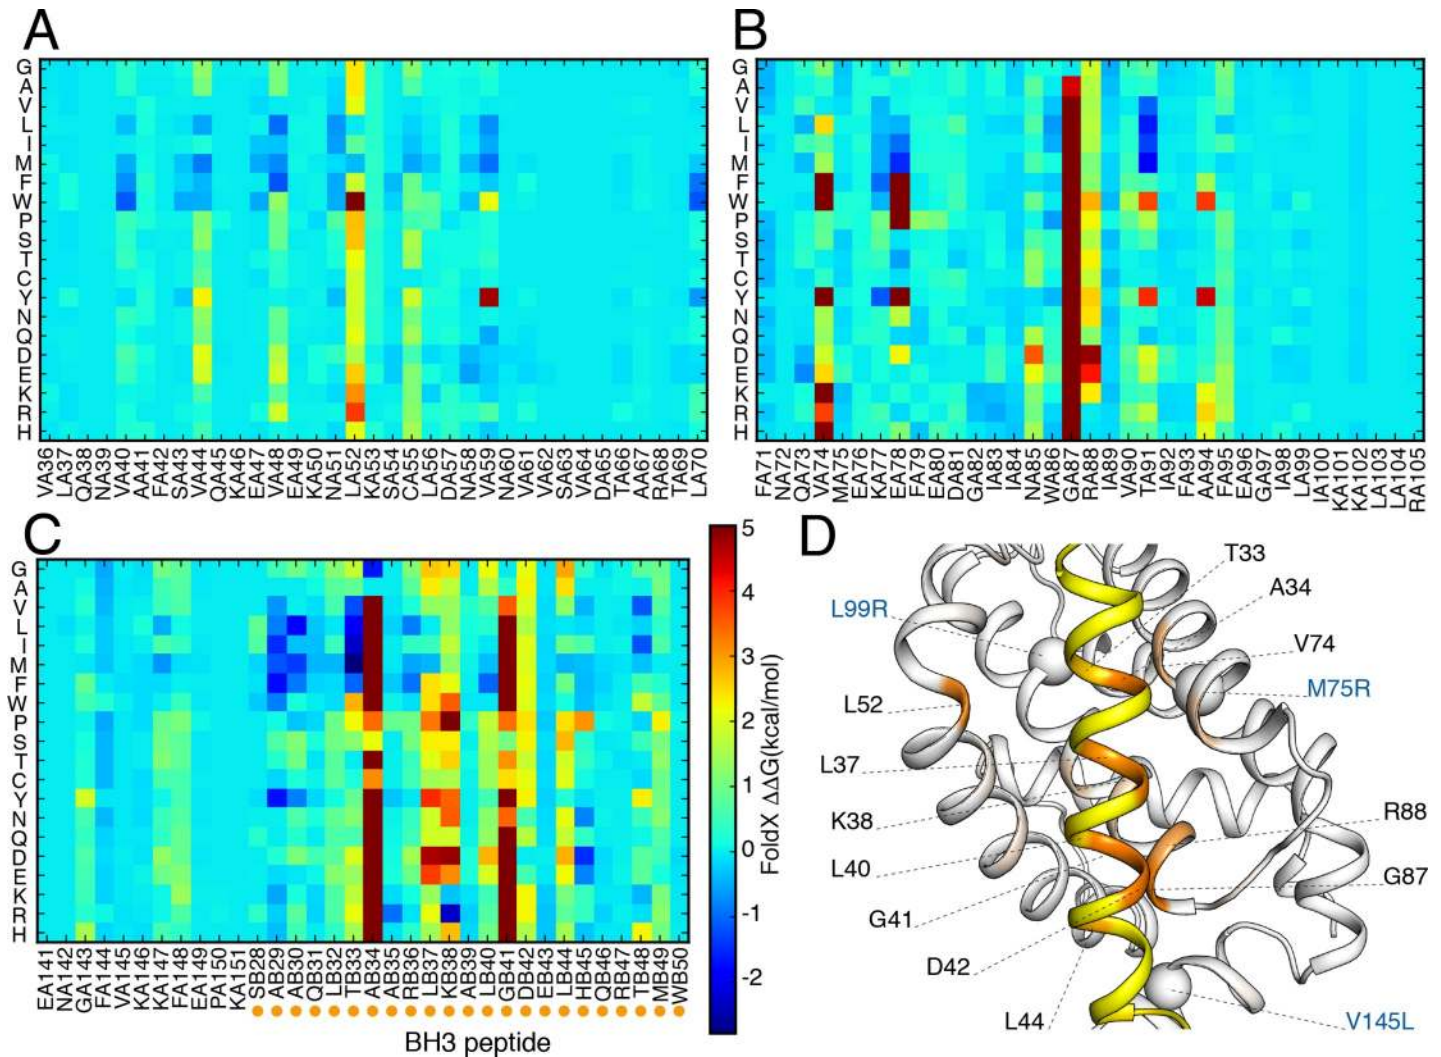 A
G
A
V
L
I
M
F
W
P
S
T
C
Y
N
Q
D
E
K
R
H
VA36
LA37
QA38
NA39
VA40
AA41
FA42
SA43
VA44
QA45
KA46
EA47
VA48
EA49
KA50
NA51
LA52
KA53
SA54
CA55
LA56
DA57
NA58
VA59
NA60
VA61
VA62
SA63
VA64
DA65
TA66
AA67
RA68
TA69
LA70
B
G
A
V
L
I
M
F
W
P
S
T
C
Y
N
Q
D
E
K
R
H
FA71
NA72
QA73
VA74
MA75
EA76
KA77
EA78
FA79
EA80
DA81
GA82
IA83
IA84
NA85
WA86
GA87
RA88
IA89
VA90
TA91
IA92
FA93
AA94
FA95
EA96
GA97
IA98
LA99
IA100
KA101
KA102
LA103
LA104
RA105
C
G
A
V
L
I
M
F
W
P
S
T
C
Y
N
Q
D
E
K
R
H
EA141
NA142
GA143
FA144
VA145
KA146
KA147
FA148
EA149
PA150
KA151
SB28
AB29
AB30
QB31
LB32
TB33
AB34
AB35
RB36
LB37
KB38
AB39
LB40
GB41
DB42
EB43
LB44
HB45
QB46
RB47
TB48
MB49
WB50
BH3 peptide
5
4
3
2
1
0
-1
-2
FoldX ΔΔG(kcal/mol)
D
T33
A34
L99R
V74
M75R
L52
L37
K38
R88
L40
G87
G41
D42
L44
V145L